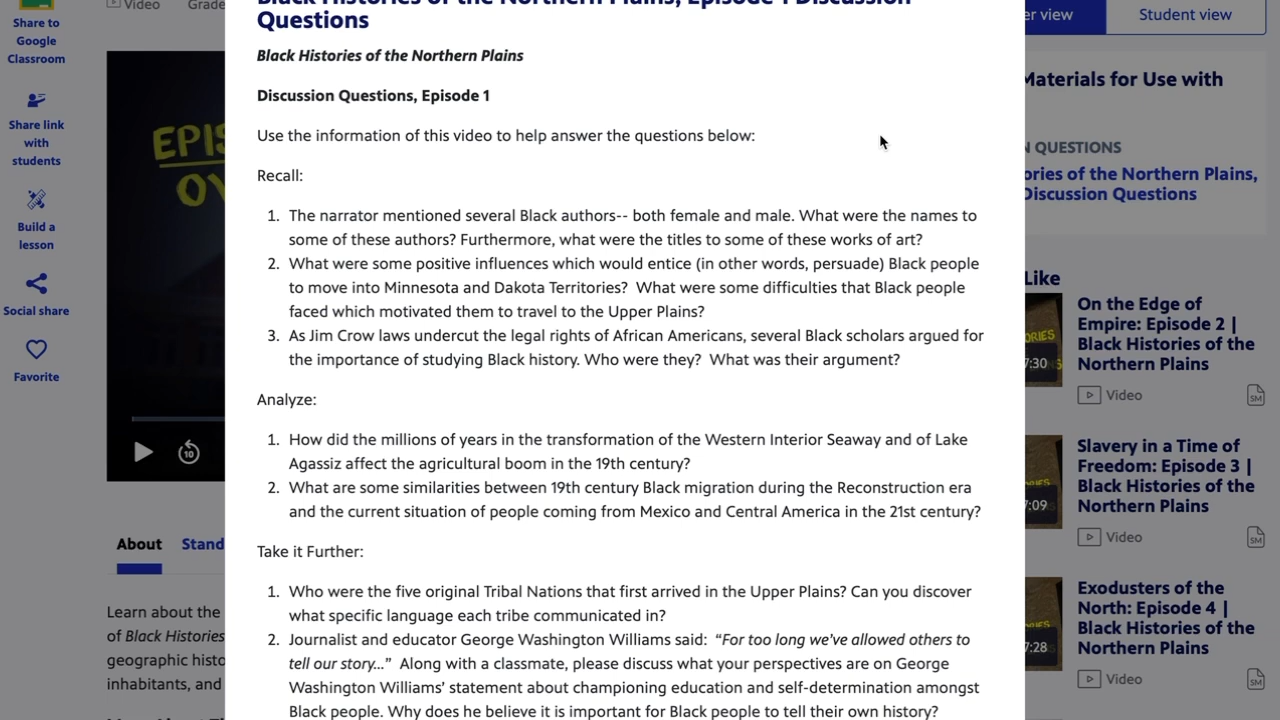 Video
Grade
Share to
Google
Classroom
Share link
with
students
Build a
lesson
Social share
Favorite
EPIS
OV
10
About
Stand
Learn about the
of Black Histories
geographic histo
inhabitants, and
Black Histories of the Northern Plains, Episode 1 Discussion
Questions
Black Histories of the Northern Plains
Discussion Questions, Episode 1
Use the information of this video to help answer the questions below:
Recall:
1. The narrator mentioned several Black authors-- both female and male. What were the names to
some of these authors? Furthermore, what were the titles to some of these works of art?
2. What were some positive influences which would entice (in other words, persuade) Black people
to move into Minnesota and Dakota Territories?  What were some difficulties that Black people
faced which motivated them to travel to the Upper Plains?
3. As Jim Crow laws undercut the legal rights of African Americans, several Black scholars argued for
the importance of studying Black history. Who were they?  What was their argument?
Analyze:
1. How did the millions of years in the transformation of the Western Interior Seaway and of Lake
Agassiz affect the agricultural boom in the 19th century?
2. What are some similarities between 19th century Black migration during the Reconstruction era
and the current situation of people coming from Mexico and Central America in the 21st century?
Take it Further:
1. Who were the five original Tribal Nations that first arrived in the Upper Plains? Can you discover
what specific language each tribe communicated in?
2. Journalist and educator George Washington Williams said:  “For too long we’ve allowed others to
tell our story...”  Along with a classmate, please discuss what your perspectives are on George
Washington Williams’ statement about championing education and self-determination amongst
Black people. Why does he believe it is important for Black people to tell their own history?
er view
Student view
Materials for Use with
N QUESTIONS
ories of the Northern Plains,
Discussion Questions
Like
On the Edge of
Empire: Episode 2 |
Black Histories of the
Northern Plains
7:30
Video
SM
Slavery in a Time of
Freedom: Episode 3 |
Black Histories of the
Northern Plains
7:09
Video
SM
Exodusters of the
North: Episode 4 |
Black Histories of the
Northern Plains
7:28
Video
SM